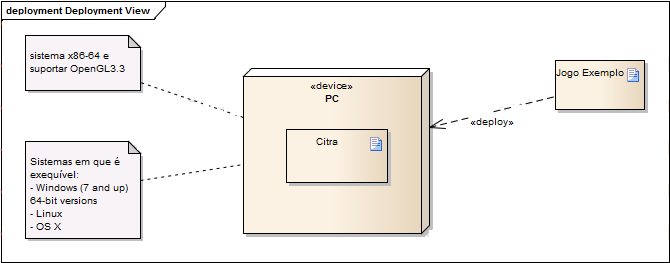 deployment Deployment View
sistema x86-64 e
suportar OpenGL3.3
«device»
PC
Jogo Exemplo
«deploy»
Citra
Sistemas em que é
exequível:
- Windows (7 and up)
64-bit versions
- Linux
- OS X